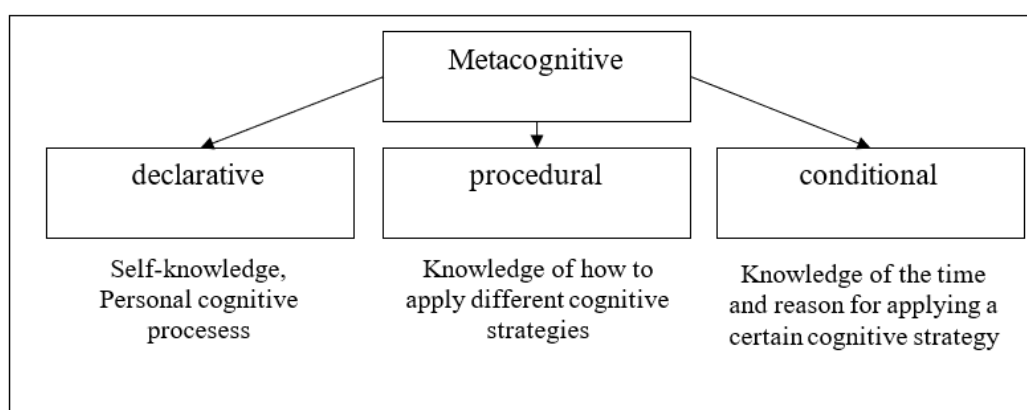 Metacognitive
declarative
procedural
conditional
Self-knowledge,
Personal cognitive
procesess
Knowledge of how to
apply different cognitive
strategies
Knowledge of the time
and reason for applying a
certain cognitive strategy